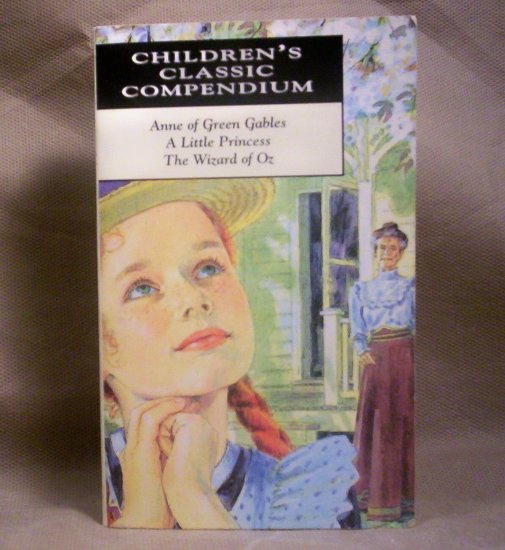 CHILDREN'S
CLASSIC
COMPENDIUM
Anne of Green Gables
A Little Princess
The Wizard of Oz